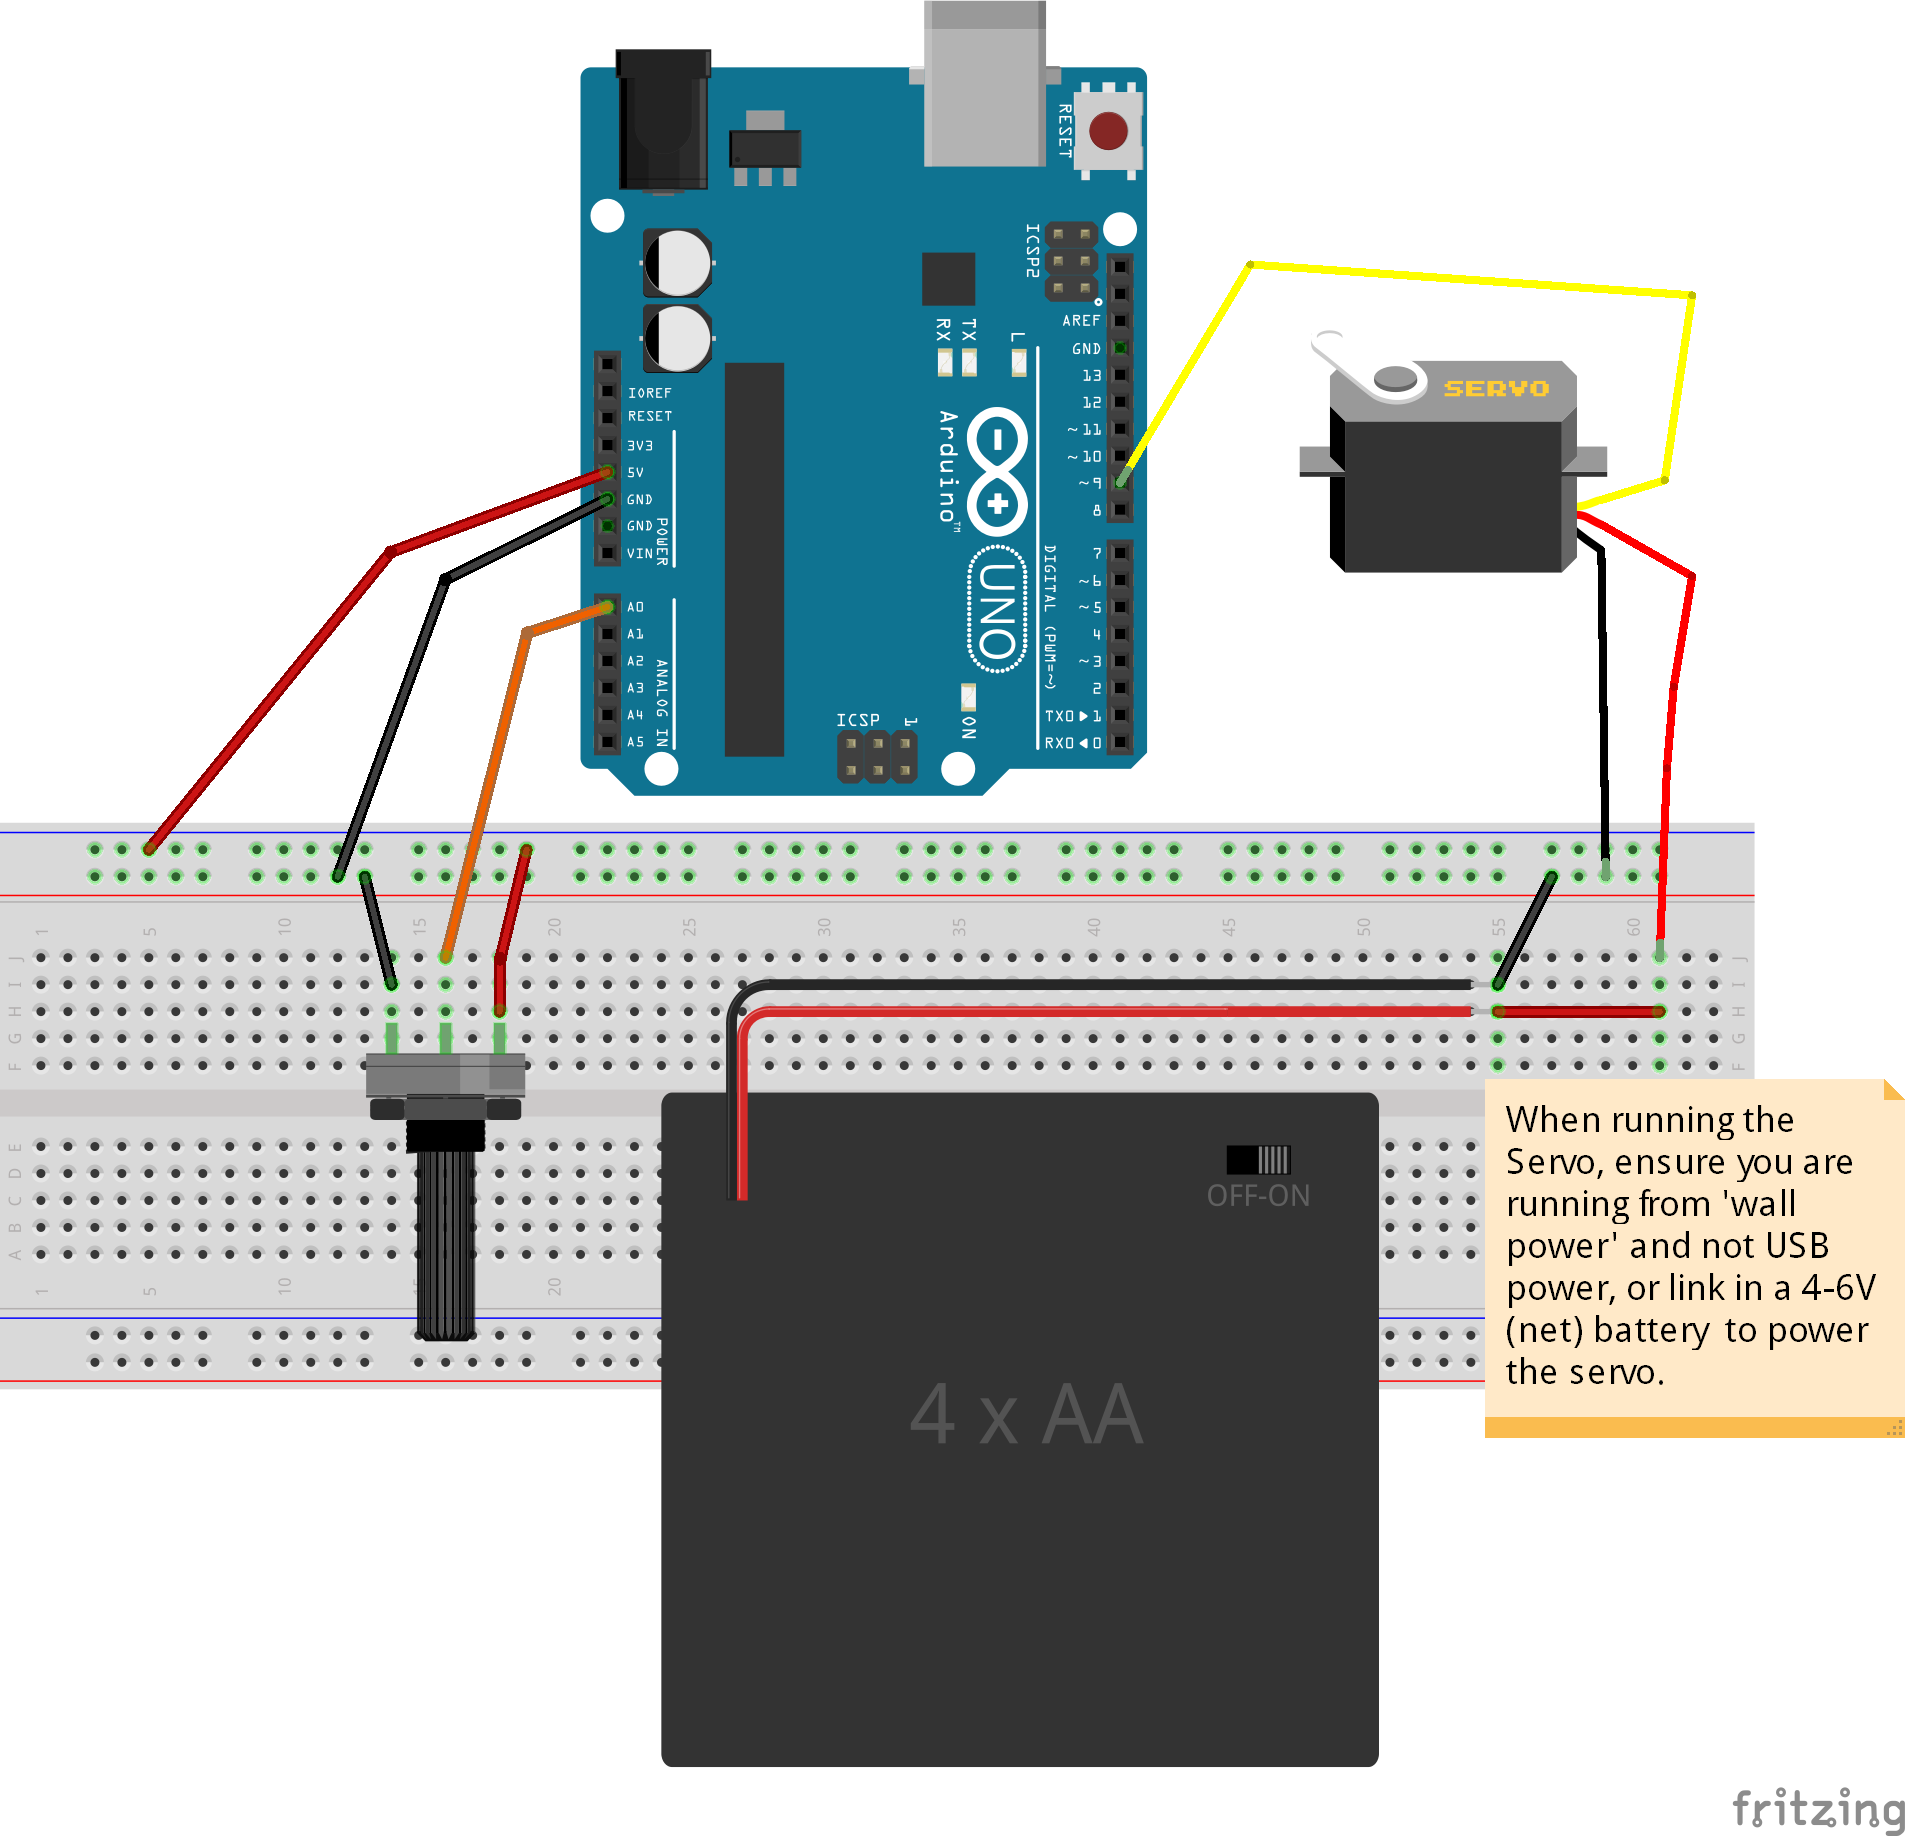 RESET
ICSP2
AREF
GND
13
12
~11
~10
~9
8
RX
TX
L
IOREF
RESET
3V3
5V
GND
GND
VIN
POWER
A0
A1
A2
A3
A4
A5
ANALOG IN
Arduino™
UNO
7
~6
~5
4
~3
2
TX0▶1
RX0◀0
DIGITAL (PWM=~)
ICSP 1
ON
SERVO
1 5 10 15 20 25 30 35 40 45 50 55 60
J J
I I
H H
G G
F F
E
D
C
B
A
1 5 10 15 20
OFF-ON
4 x AA
When running the
Servo, ensure you are
running from 'wall
power' and not USB
power, or link in a 4-6V
(net) battery to power
the servo.
fritzing